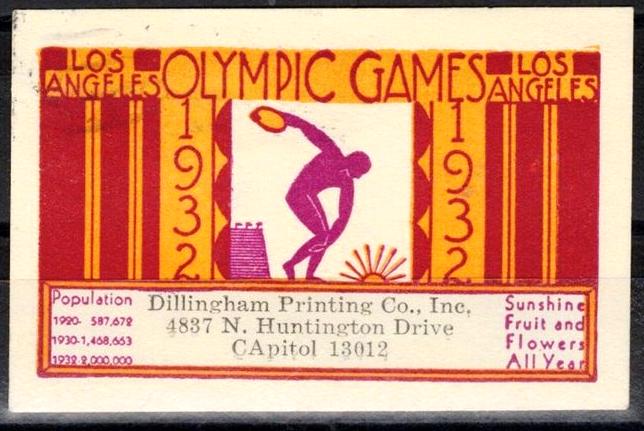 LOS ANGELES
OLYMPIC GAMES
LOS ANGELES
1932
1932
Population
1920- 587,672
1930-1,468,653
1932-2,000,000
Dillingham Printing Co., Inc.
4837 N. Huntington Drive
CApitol 13012
Sunshine
Fruit and
Flowers
All Year